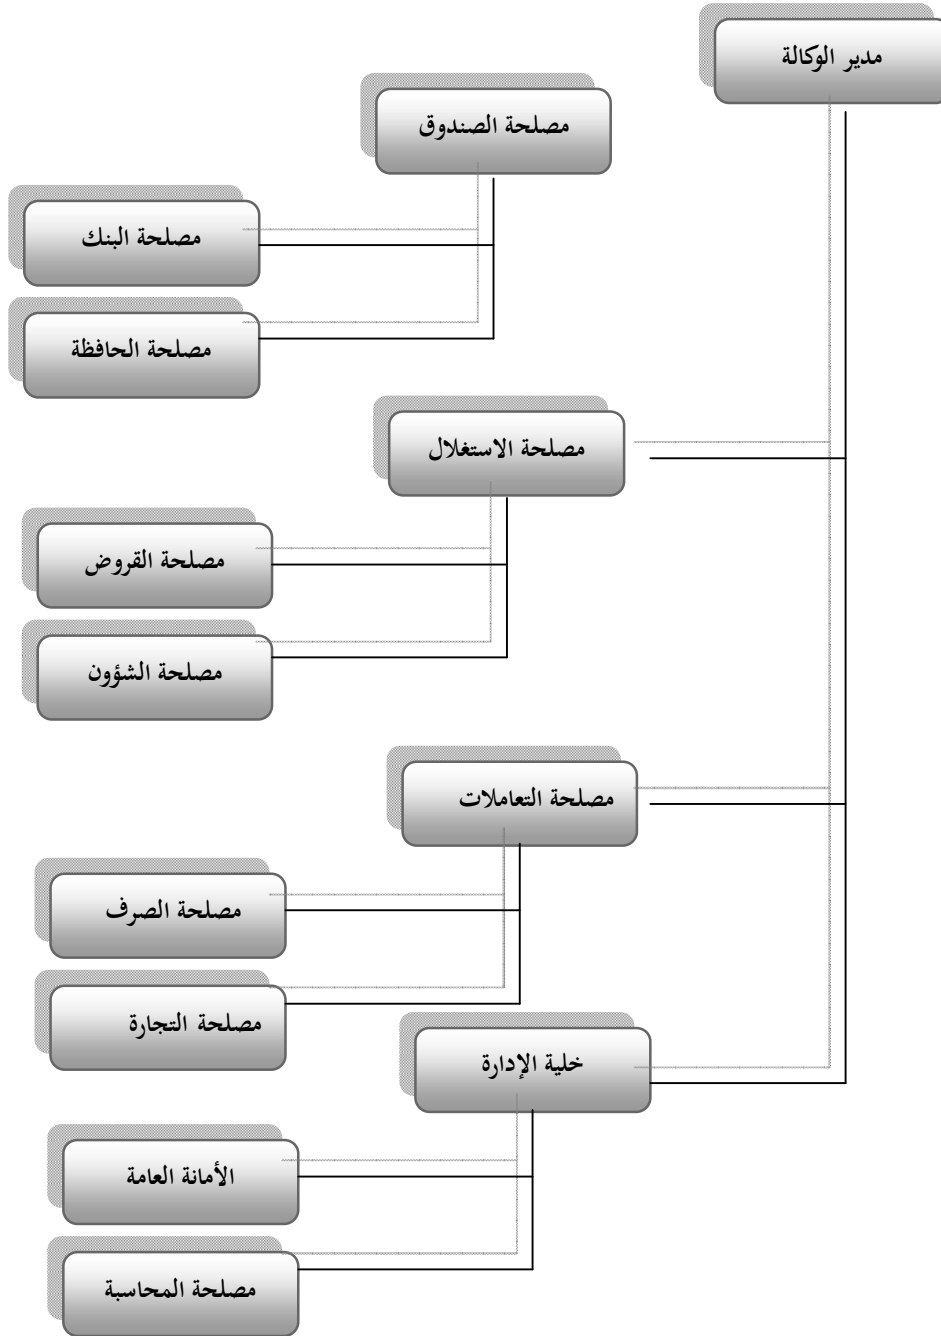 مدير الوكالة
مصلحة الصندوق
مصلحة البنك
مصلحة الحافظة
مصلحة الاستغلال
مصلحة القروض
مصلحة الشؤون
مصلحة التعاملات
مصلحة الصرف
مصلحة التجارة
خلية الإدارة
الأمانة العامة
مصلحة المحاسبة